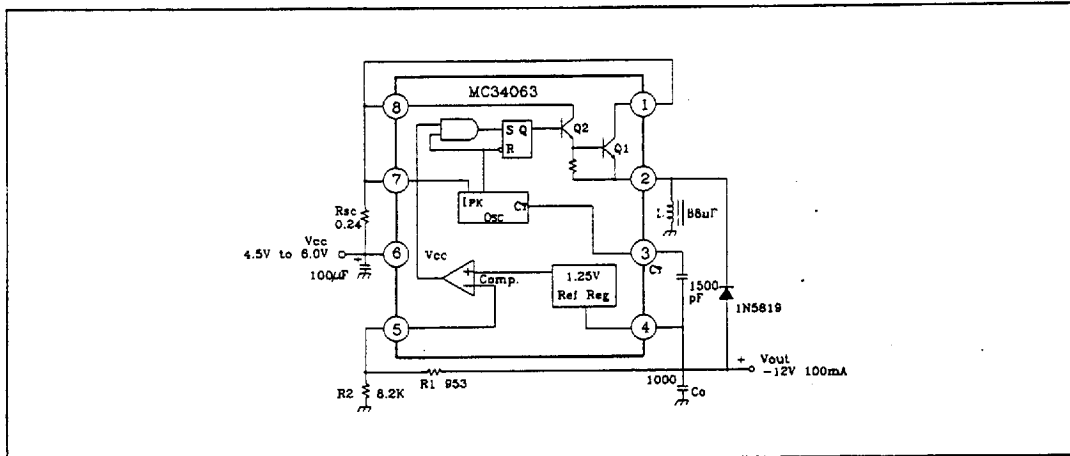 MC34063
8
1
S Q
Q2
R
Q1
7
2
IPK
CT
Osc
L
88uF
Rsc
0.24
Vcc
4.5V to 6.0V
6
3
CT
100µF
Vcc
Comp.
1.25V
Ref Reg
1500
pF
1N5819
5
4
+ Vout
-12V 100mA
R1 953
1000
Co
R2 8.2K